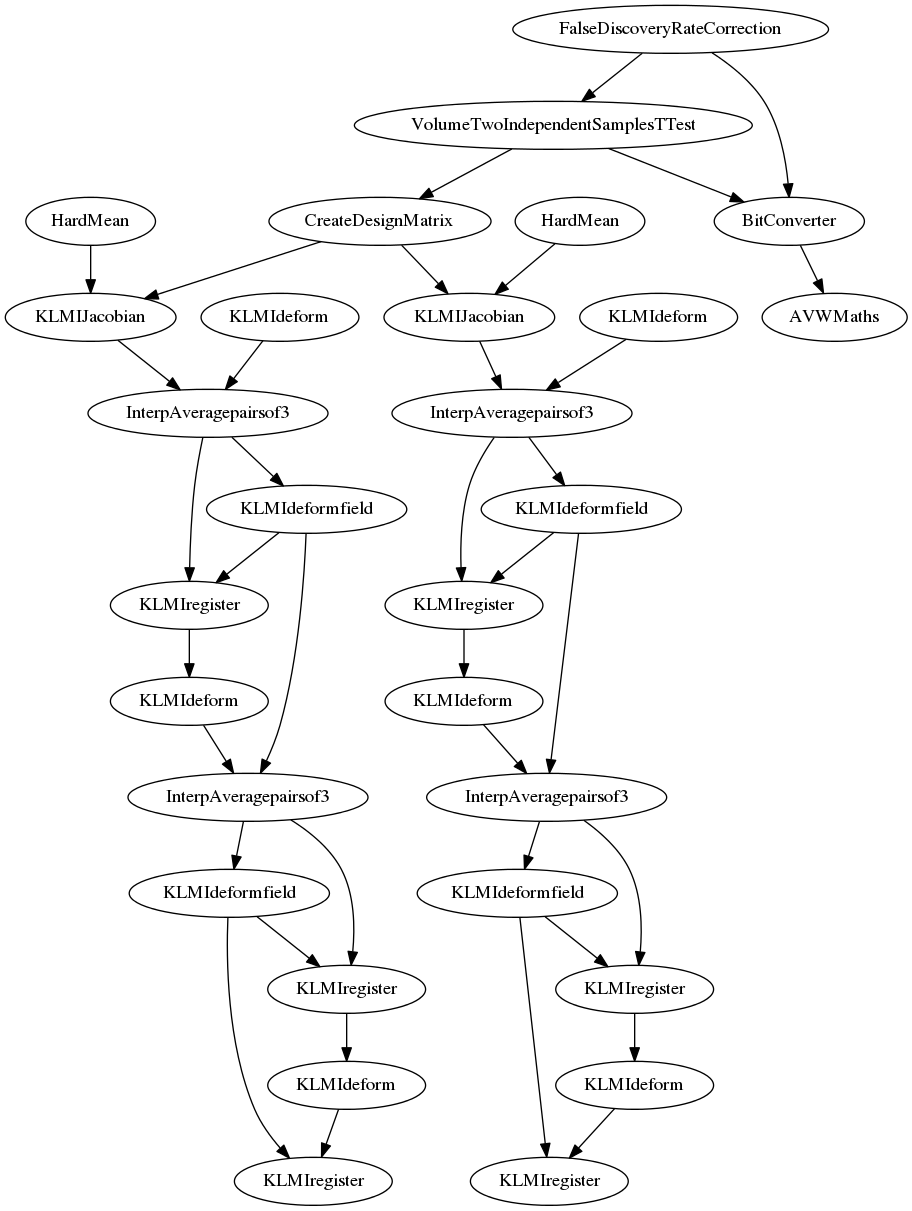 FalseDiscoveryRateCorrection
VolumeTwoIndependentSamplesTTest
HardMean
CreateDesignMatrix
HardMean
BitConverter
KLMIJacobian
KLMIdeform
KLMIJacobian
KLMIdeform
AVWMaths
InterpAveragepairsof3
InterpAveragepairsof3
KLMIdeformfield
KLMIdeformfield
KLMIregister
KLMIregister
KLMIdeform
KLMIdeform
InterpAveragepairsof3
InterpAveragepairsof3
KLMIdeformfield
KLMIdeformfield
KLMIregister
KLMIregister
KLMIdeform
KLMIdeform
KLMIregister
KLMIregister